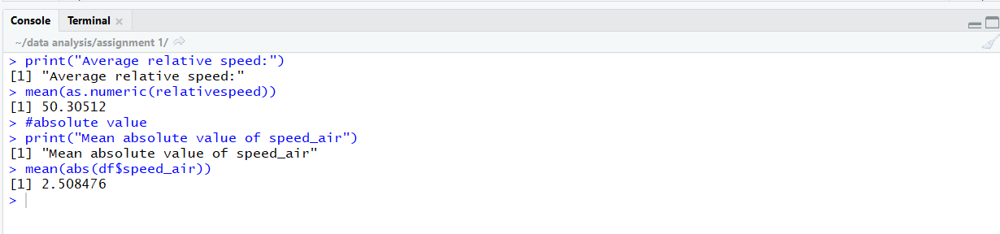 Console Terminal
~/data analysis/assignment 1/
> print("Average relative speed:")
[1] "Average relative speed:"
> mean(as.numeric(relativespeed))
[1] 50.30512
> #absolute value
> print("Mean absolute value of speed_air")
[1] "Mean absolute value of speed_air"
> mean(abs(df$speed_air))
[1] 2.508476
>